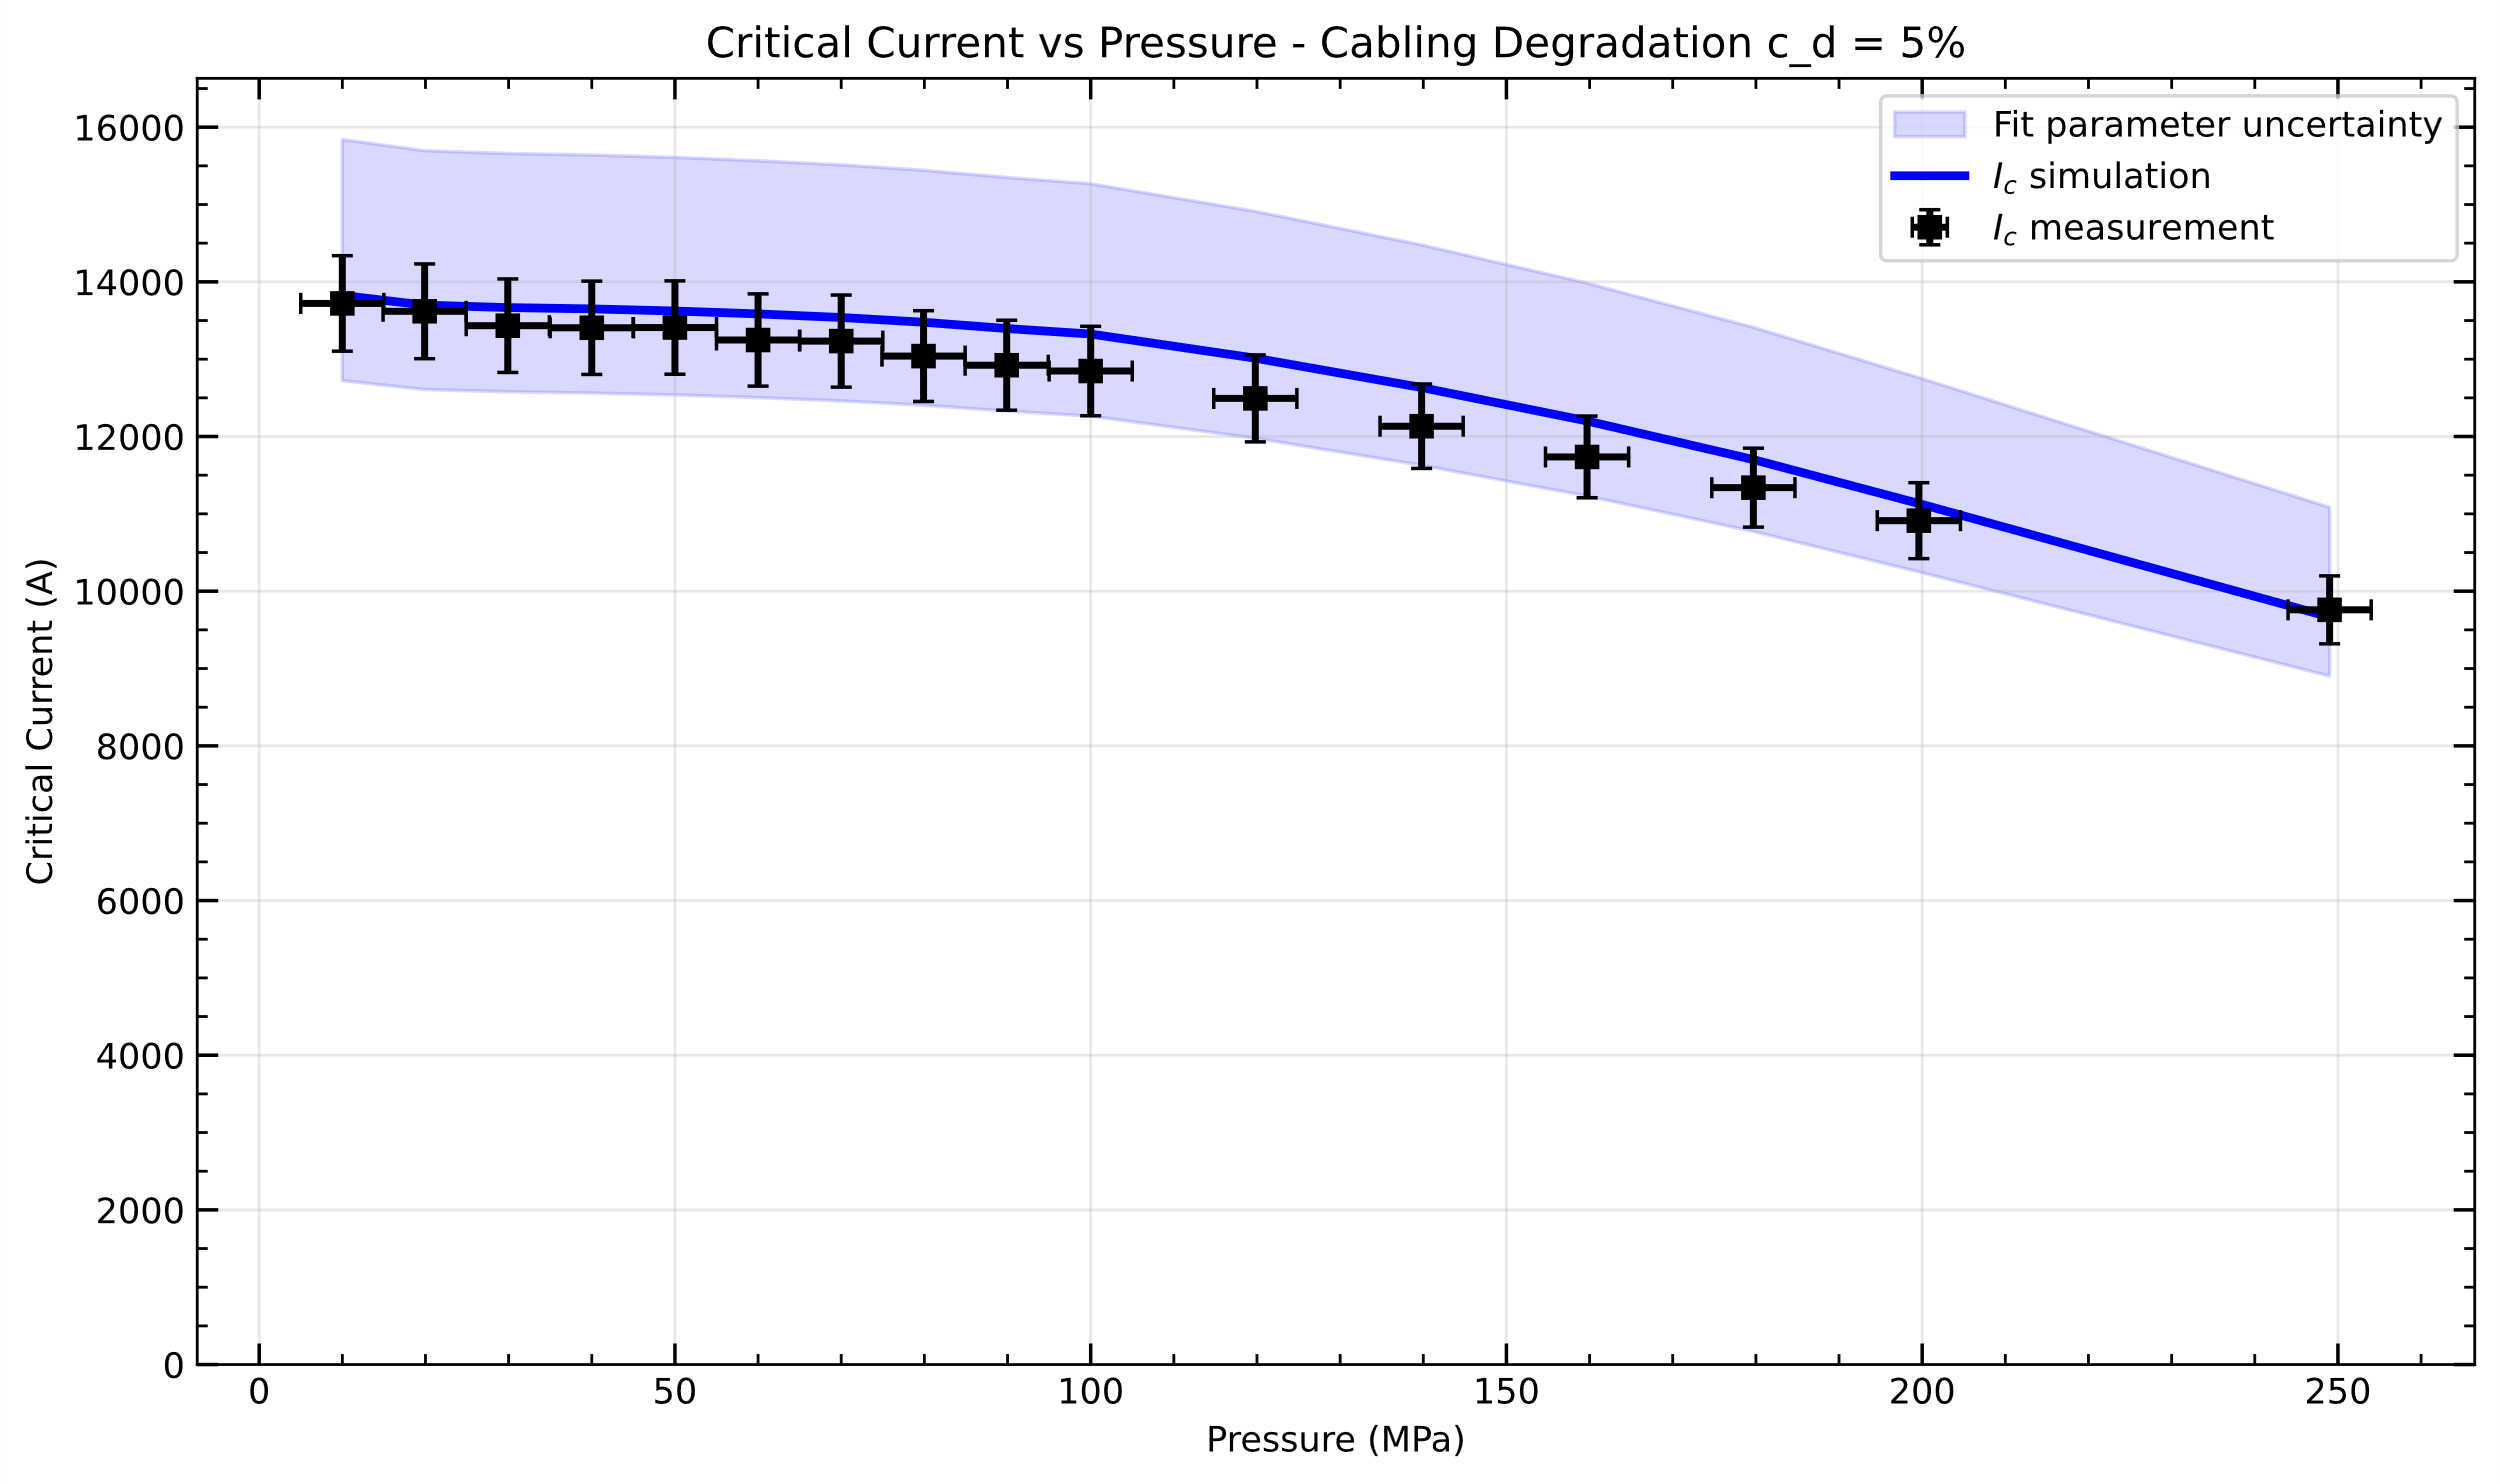 Critical Current vs Pressure - Cabling Degradation c_d = 5%
Fit parameter uncertainty
I_c simulation
I_c measurement
Critical Current (A)
16000
14000
12000
10000
8000
6000
4000
2000
0
0 50 100 150 200 250
Pressure (MPa)